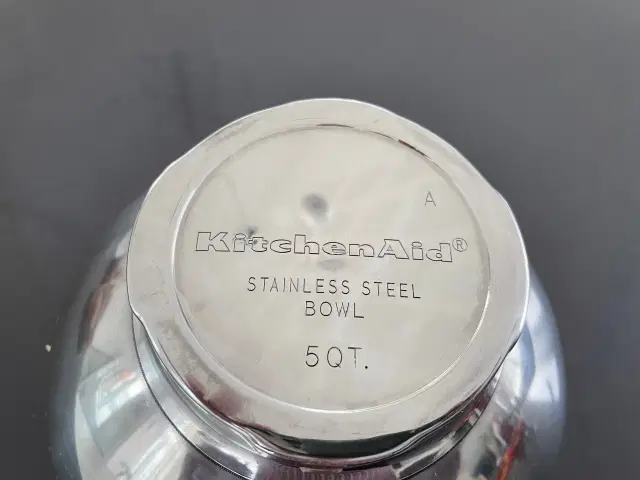 A
KitchenAid®
STAINLESS STEEL
BOWL
5QT.